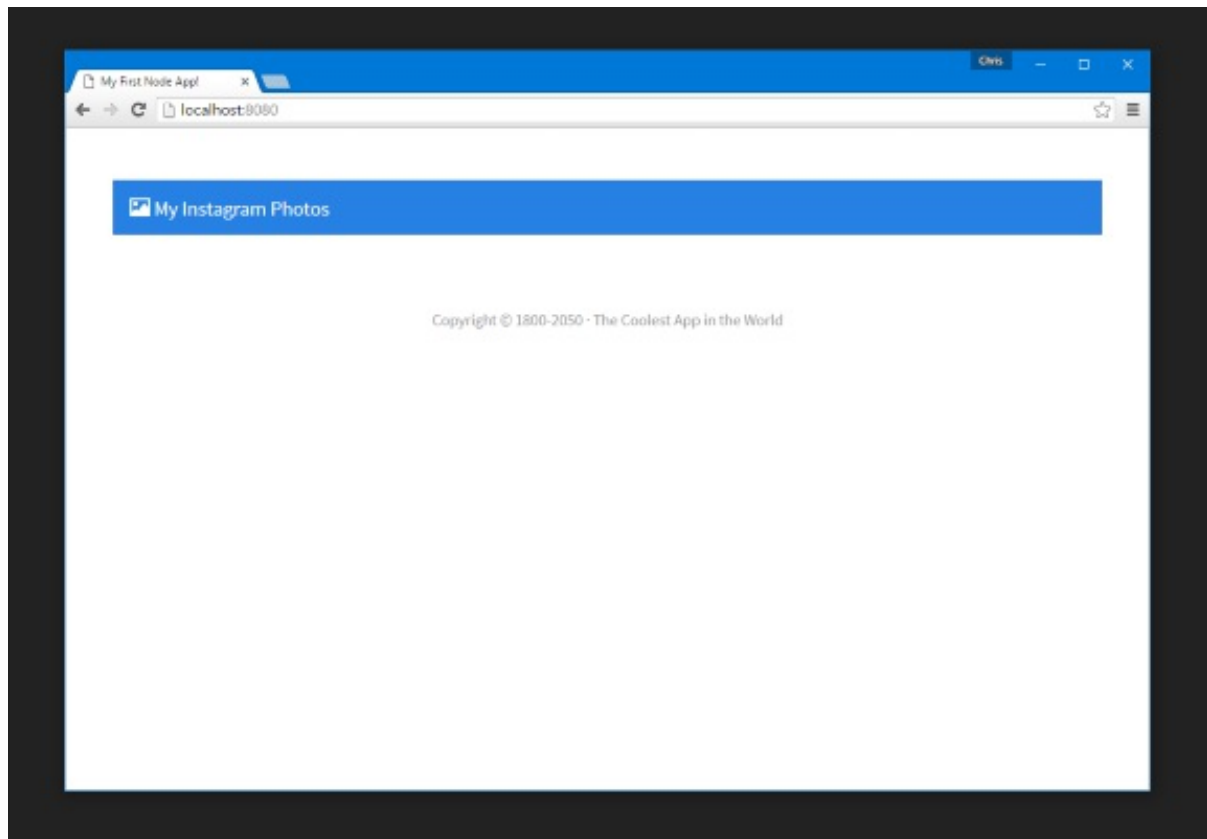 Chris
My First Node App!
localhost:8080
My Instagram Photos
Copyright © 1800-2050 · The Coolest App in the World